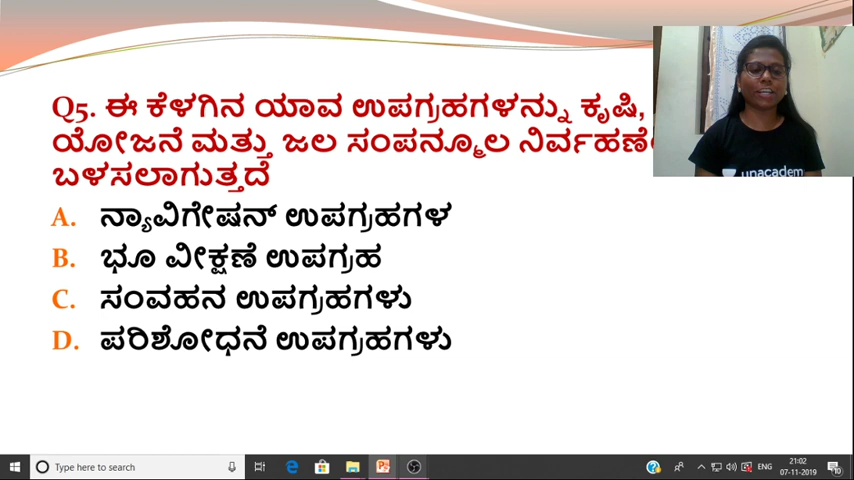 Q5. ಈ ಕೆಳಗಿನ ಯಾವ ಉಪಗ್ರಹಗಳನ್ನು ಕೃಷಿ,
ಯೋಜನೆ ಮತ್ತು ಜಲ ಸಂಪನ್ಮೂಲ
ಬಳಸಲಾಗುತ್ತದೆ
A. ನ್ಯಾವಿಗೇಷನ್ ಉಪಗ್ರಹಗಳ
B. ಭೂ ವೀಕ್ಷಣೆ ಉಪಗ್ರಹ
C. ಸಂವಹನ ಉಪಗ್ರಹಗಳು
D. ಪರಿಶೋಧನೆ ಉಪಗ್ರಹಗಳು
unacadem
Type here to search
ENG
21:02
07-11-2019
10